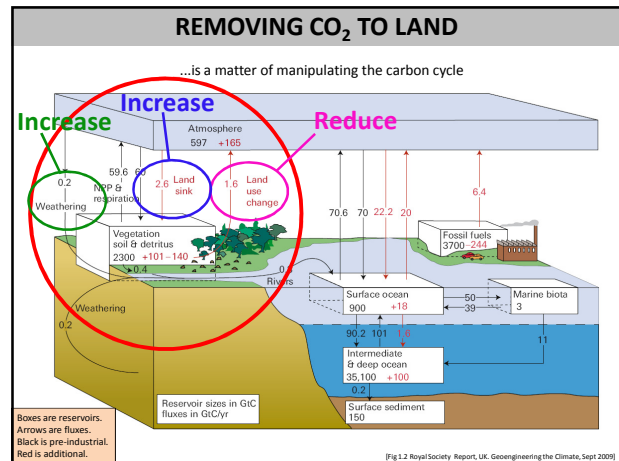 REMOVING CO₂ TO LAND
...is a matter of manipulating the carbon cycle
Increase
Increase
Reduce
Atmosphere
597 +165
0.2
Weathering
59.6
NPP &
respiration
2.6 Land
sink
1.6 Land
use
change
70.6
70
22.2
20
6.4
Fossil fuels
3700 –244
Vegetation
soil & detritus
2300 +101–140
0.4
Rivers
Weathering
0.2
Surface ocean
900 +18
50
39
Marine biota
3
90.2
101
1.6
11
Intermediate
& deep ocean
35,100 +100
0.2
Surface sediment
150
Reservoir sizes in GtC
fluxes in GtC/yr
Boxes are reservoirs.
Arrows are fluxes.
Black is pre-industrial.
Red is additional.
[Fig 1.2 Royal Society Report, UK. Geoengineering the Climate, Sept 2009]